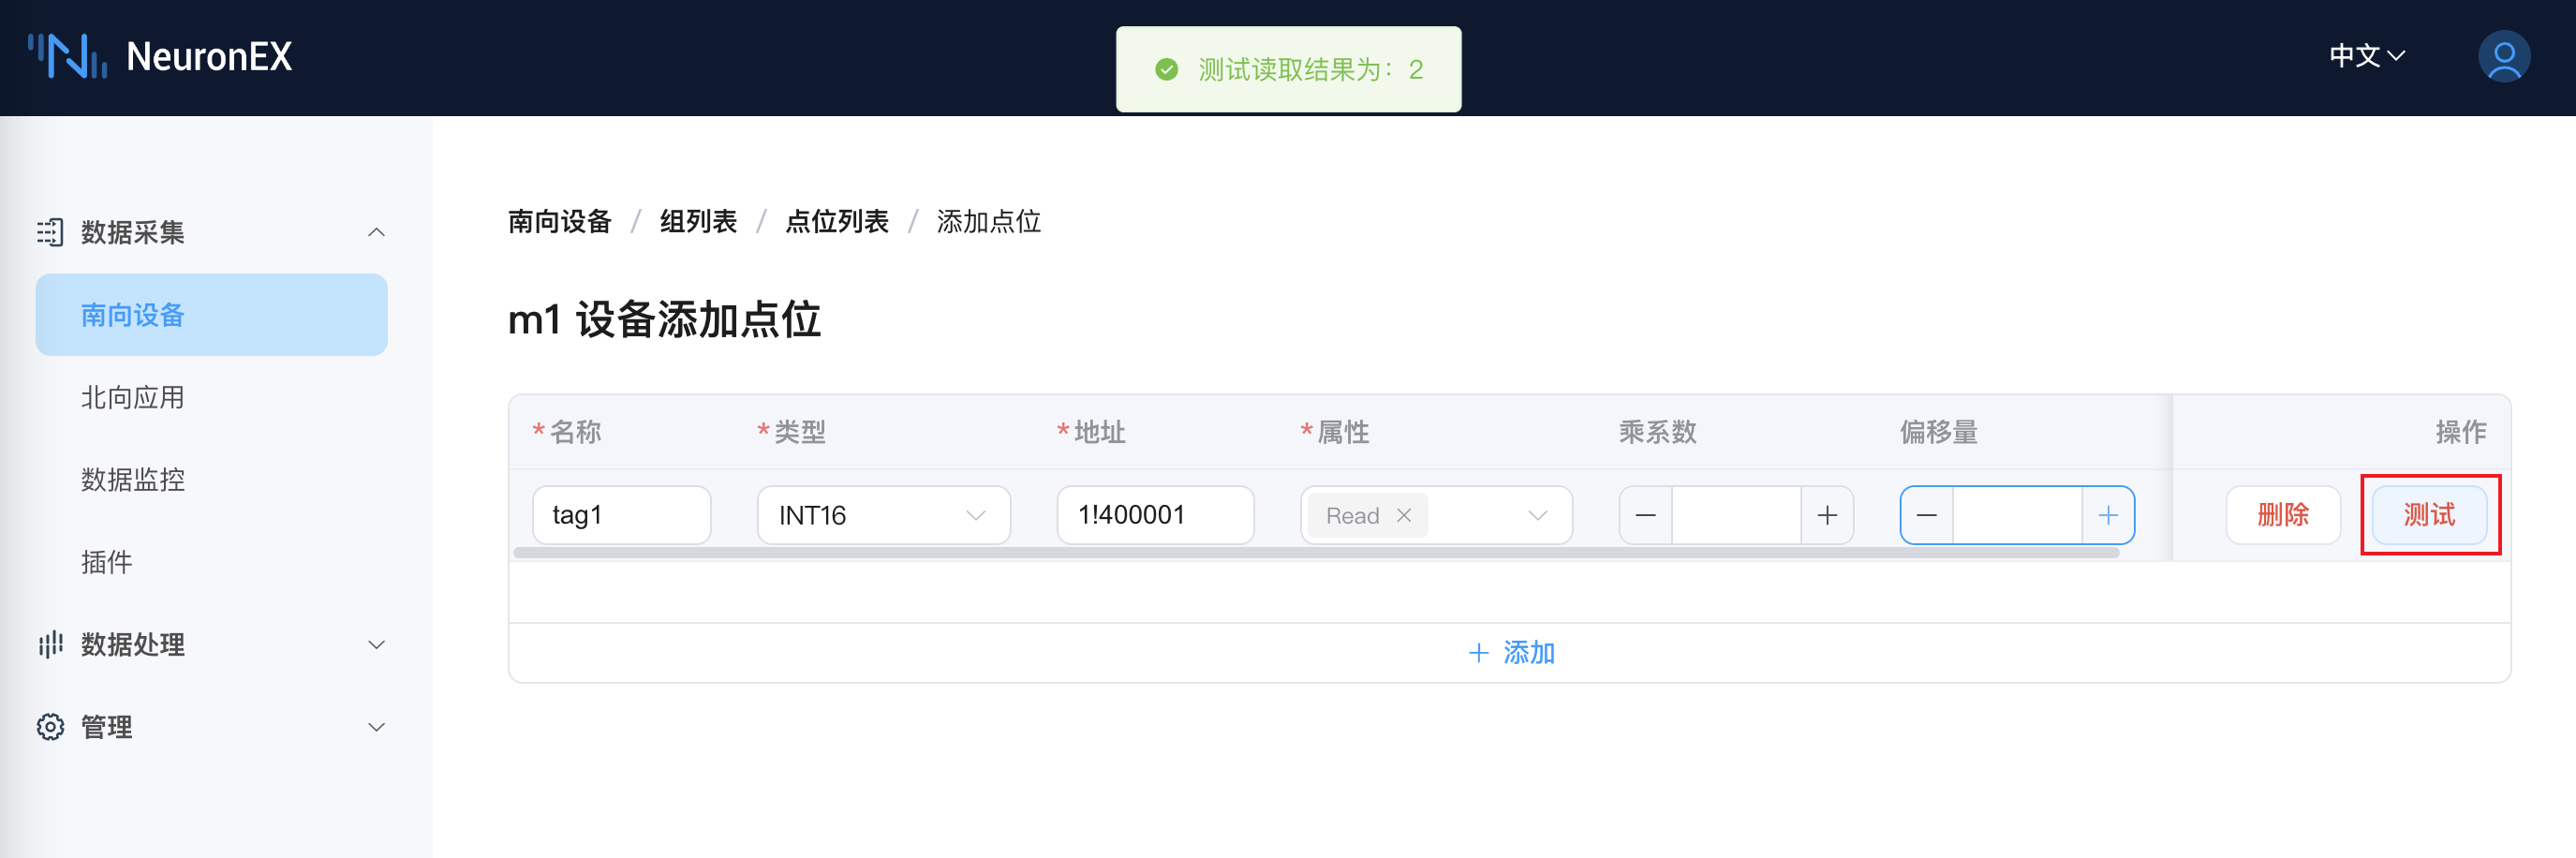 NeuronEX
测试读取结果为：2
中文
数据采集
南向设备
北向应用
数据监控
插件
数据处理
管理
南向设备 / 组列表 / 点位列表 / 添加点位
m1 设备添加点位
*名称 *类型 *地址 *属性 乘系数 偏移量 操作
tag1 INT16 1!400001 Read 删除 测试
+ 添加